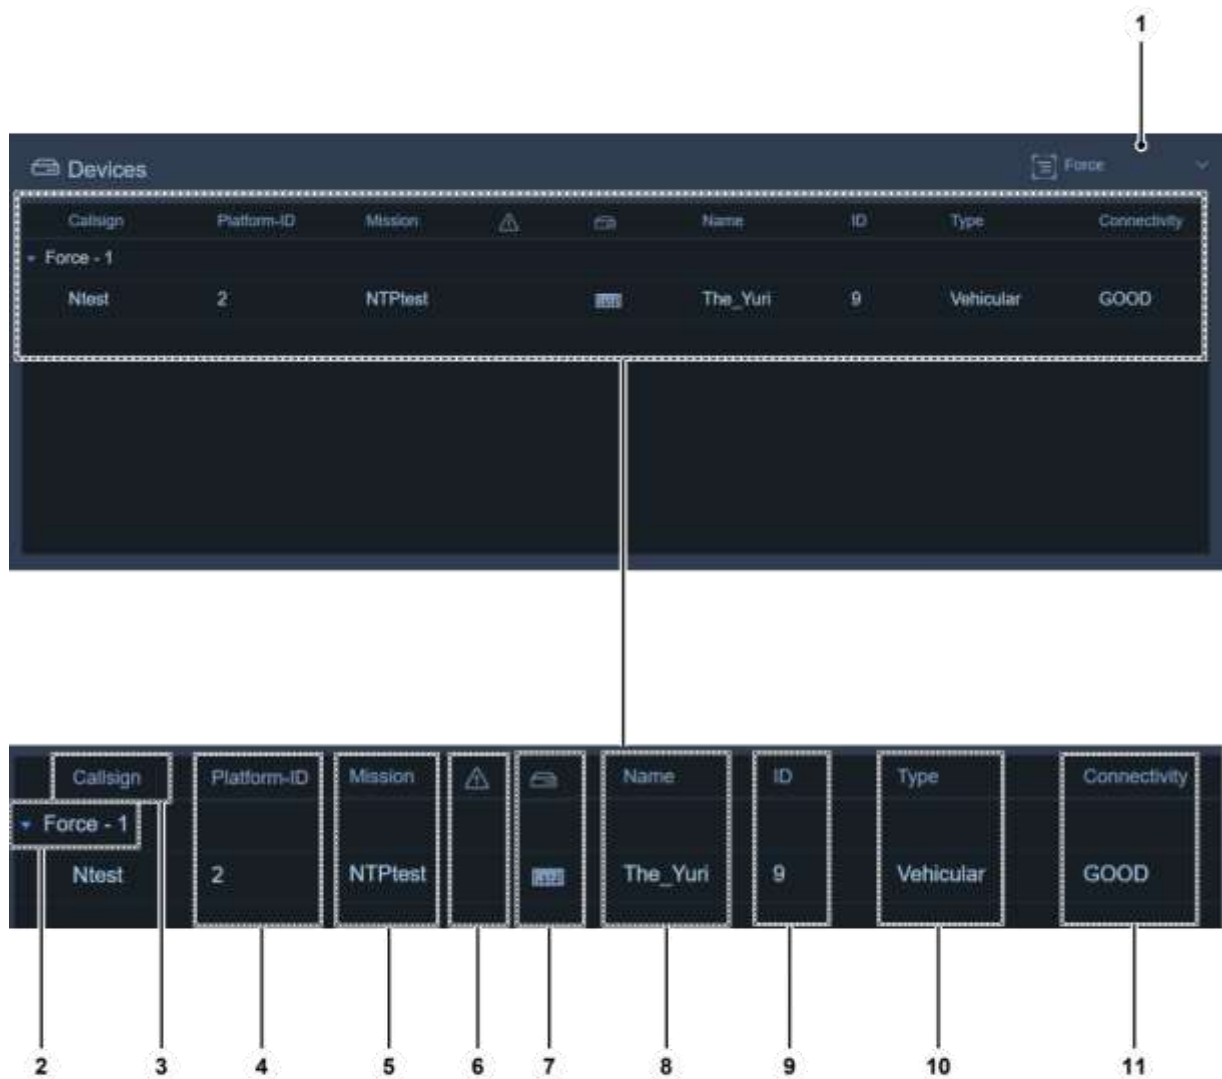 1
Devices
Force
Callsign Platform-ID Mission Name ID Type Connectivity
Force - 1
Ntest 2 NTPtest The_Yuri 9 Vehicular GOOD
Callsign Platform-ID Mission Name ID Type Connectivity
Force - 1
Ntest 2 NTPtest The_Yuri 9 Vehicular GOOD
2 3 4 5 6 7 8 9 10 11